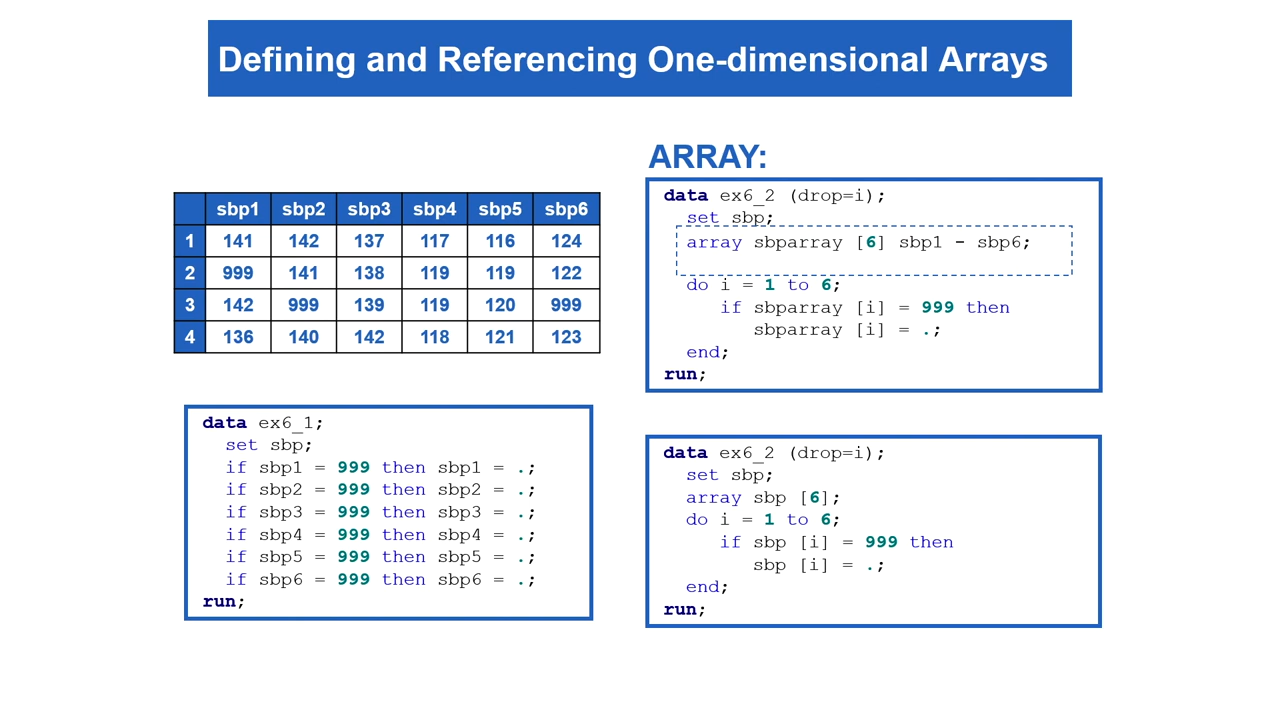 Defining and Referencing One-dimensional Arrays
sbp1 sbp2 sbp3 sbp4 sbp5 sbp6
1 141 142 137 117 116 124
2 999 141 138 119 119 122
3 142 999 139 119 120 999
4 136 140 142 118 121 123
data ex6_1;
set sbp;
if sbp1 = 999 then sbp1 = .;
if sbp2 = 999 then sbp2 = .;
if sbp3 = 999 then sbp3 = .;
if sbp4 = 999 then sbp4 = .;
if sbp5 = 999 then sbp5 = .;
if sbp6 = 999 then sbp6 = .;
run;
ARRAY:
data ex6_2 (drop=i);
set sbp;
array sbparray [6] sbp1 - sbp6;
do i = 1 to 6;
if sbparray [i] = 999 then
sbparray [i] = .;
end;
run;
data ex6_2 (drop=i);
set sbp;
array sbp [6];
do i = 1 to 6;
if sbp [i] = 999 then
sbp [i] = .;
end;
run;